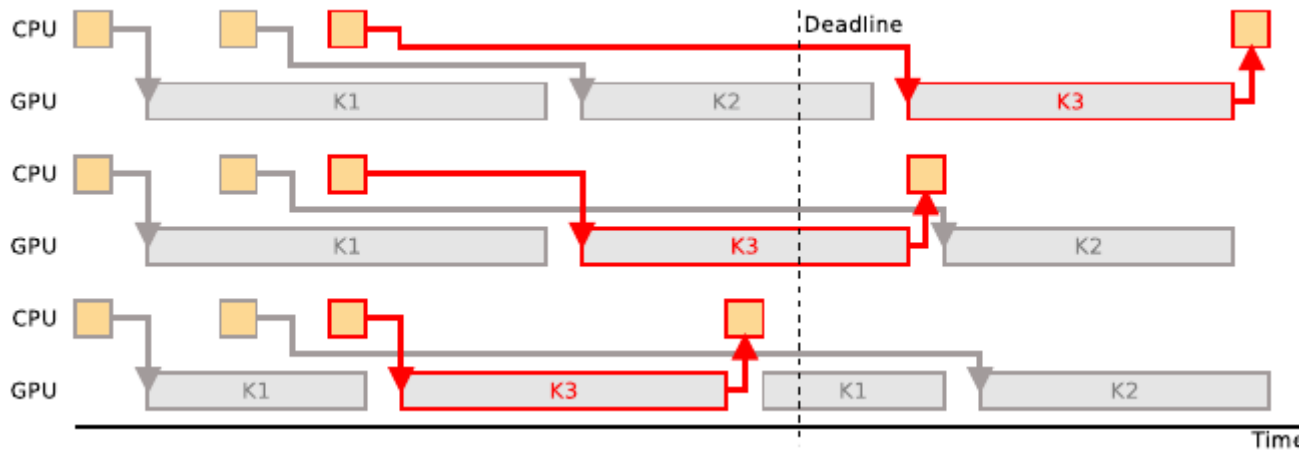 CPU Deadline
GPU K1 K2 K3
CPU
GPU K1 K3 K2
CPU
GPU K1 K3 K1 K2
Time